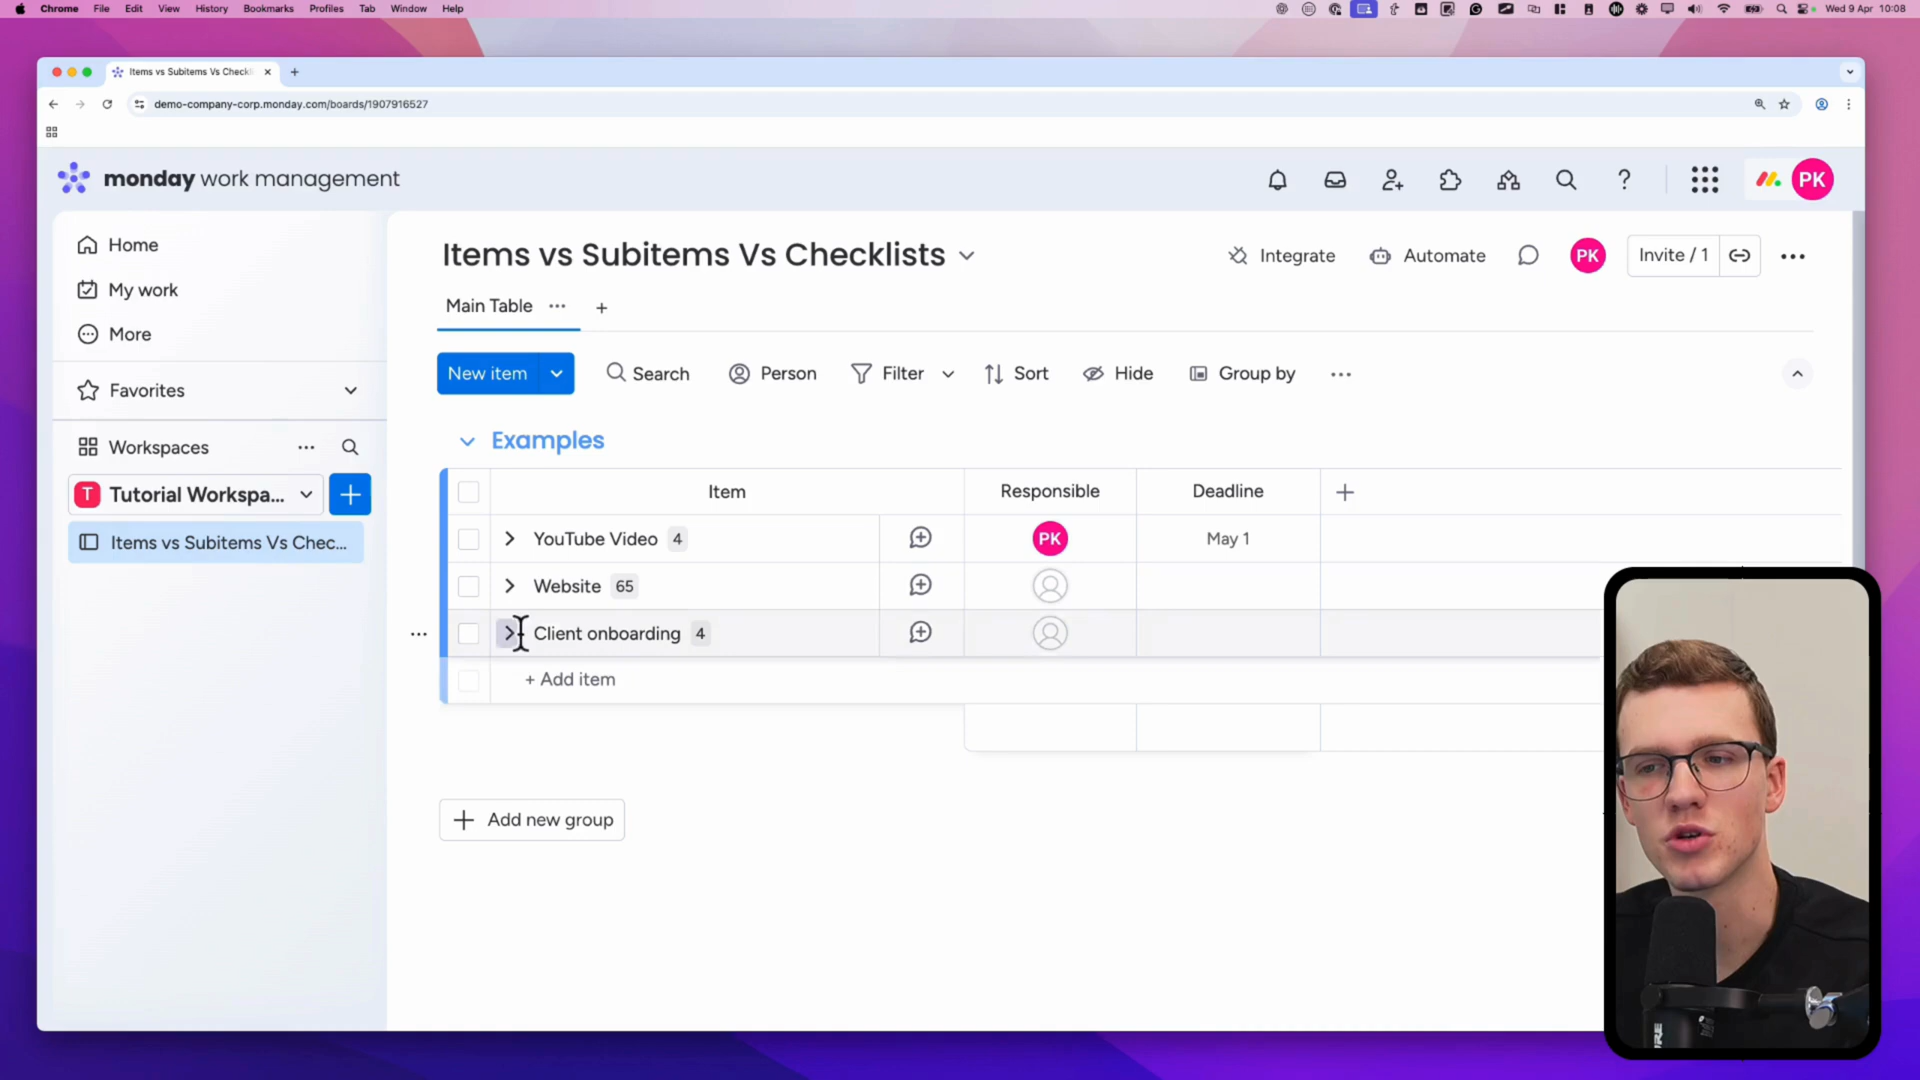 Chrome File Edit View History Bookmarks Profiles Tab Window Help Wed 9 Apr 10:08
Items vs Subitems Vs Checkli
demo-company-corp.monday.com/boards/1907916527
monday work management PK
Home
My work
More
Favorites
Workspaces
T Tutorial Workspa...
Items vs Subitems Vs Chec...
Items vs Subitems Vs Checklists Integrate Automate PK Invite / 1
Main Table
New item Search Person Filter Sort Hide Group by
Examples
Item Responsible Deadline
YouTube Video 4 PK May 1
Website 65
Client onboarding 4
+ Add item
Add new group